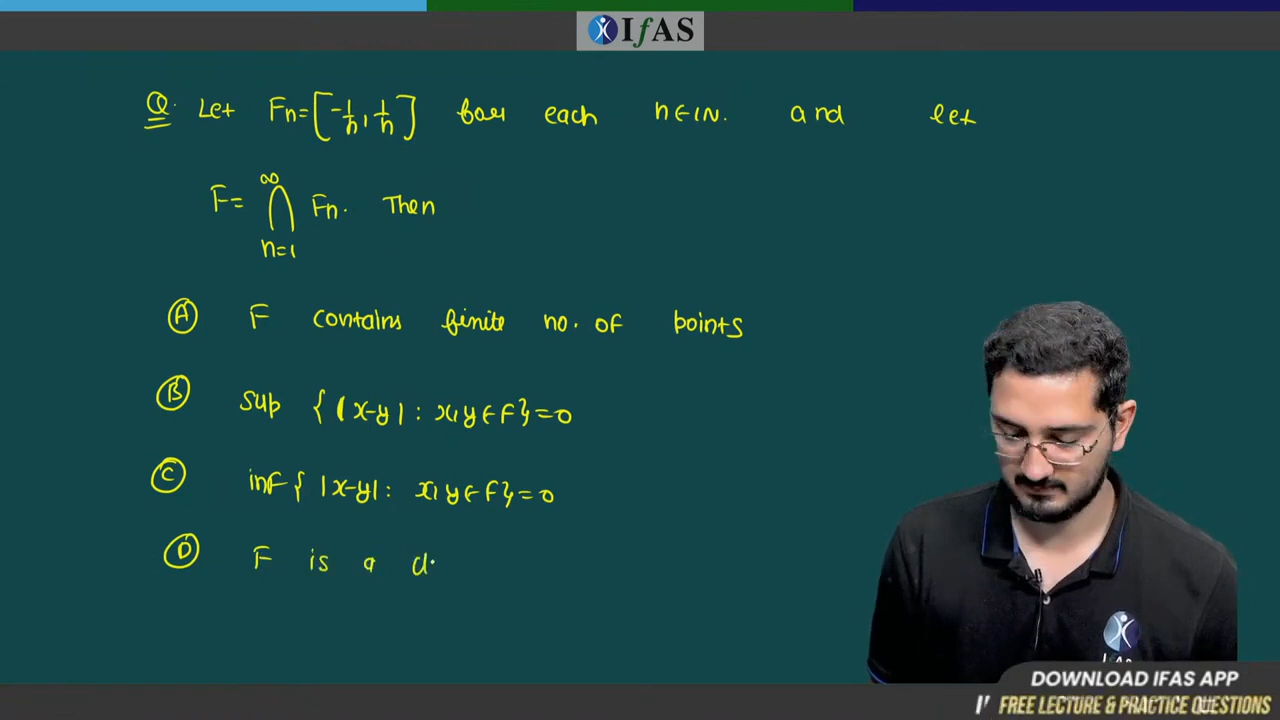 IfAS
Q. Let Fn = [-1/n, 1/n] for each n ∈ IN. and let
F = ∞ ⋂ n=1 Fn. Then
(A) F contains finite no. of points
(B) sup { |x-y| : x, y ∈ F } = 0
(C) inf { |x-y| : x, y ∈ F } = 0
(D) F is a d.
DOWNLOAD IFAS APP
FREE LECTURE & PRACTICE QUESTIONS